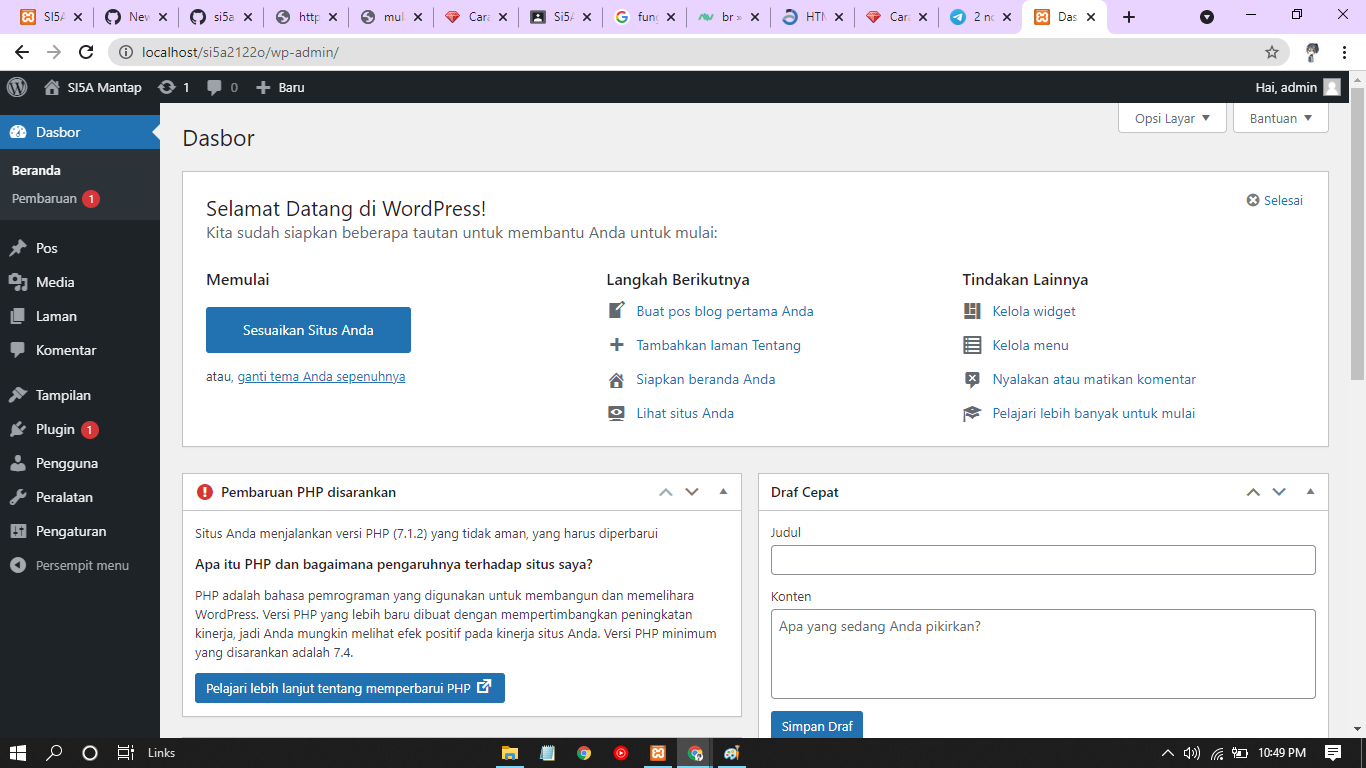 SI5A
New
si5a
http
mul
Cara
Si5A
fung
br »
HTM
Cara
2 no
Das
localhost/si5a2122o/wp-admin/
SI5A Mantap 1 0 Baru Hai, admin
Dasbor
Beranda
Pembaruan 1
Pos
Media
Laman
Komentar
Tampilan
Plugin 1
Pengguna
Peralatan
Pengaturan
Persempit menu
Opsi Layar
Bantuan
Dasbor
Selamat Datang di WordPress!
Selesai
Kita sudah siapkan beberapa tautan untuk membantu Anda untuk mulai:
Memulai
Sesuaikan Situs Anda
atau, ganti tema Anda sepenuhnya
Langkah Berikutnya
Buat pos blog pertama Anda
Tambahkan laman Tentang
Siapkan beranda Anda
Lihat situs Anda
Tindakan Lainnya
Kelola widget
Kelola menu
Nyalakan atau matikan komentar
Pelajari lebih banyak untuk mulai
Pembaruan PHP disarankan
Situs Anda menjalankan versi PHP (7.1.2) yang tidak aman, yang harus diperbarui
Apa itu PHP dan bagaimana pengaruhnya terhadap situs saya?
PHP adalah bahasa pemrograman yang digunakan untuk membangun dan memelihara
WordPress. Versi PHP yang lebih baru dibuat dengan mempertimbangkan peningkatan
kinerja, jadi Anda mungkin melihat efek positif pada kinerja situs Anda. Versi PHP minimum
yang disarankan adalah 7.4.
Pelajari lebih lanjut tentang memperbarui PHP
Draf Cepat
Judul
Konten
Apa yang sedang Anda pikirkan?
Simpan Draf
Links
10:49 PM